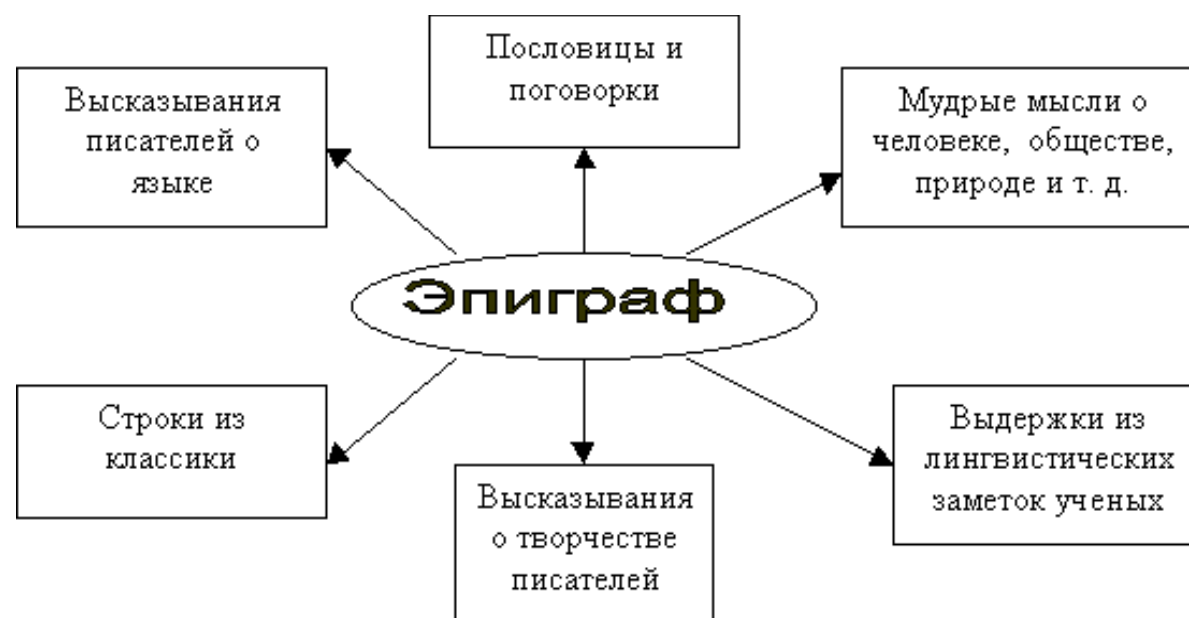 Пословицы и
поговорки
Высказывания
писателей о
языке
Мудрые мысли о
человеке, обществе,
природе и т. д.
Эпиграф
Строки из
классики
Высказывания
о творчестве
писателей
Выдержки из
лингвистических
заметок ученых